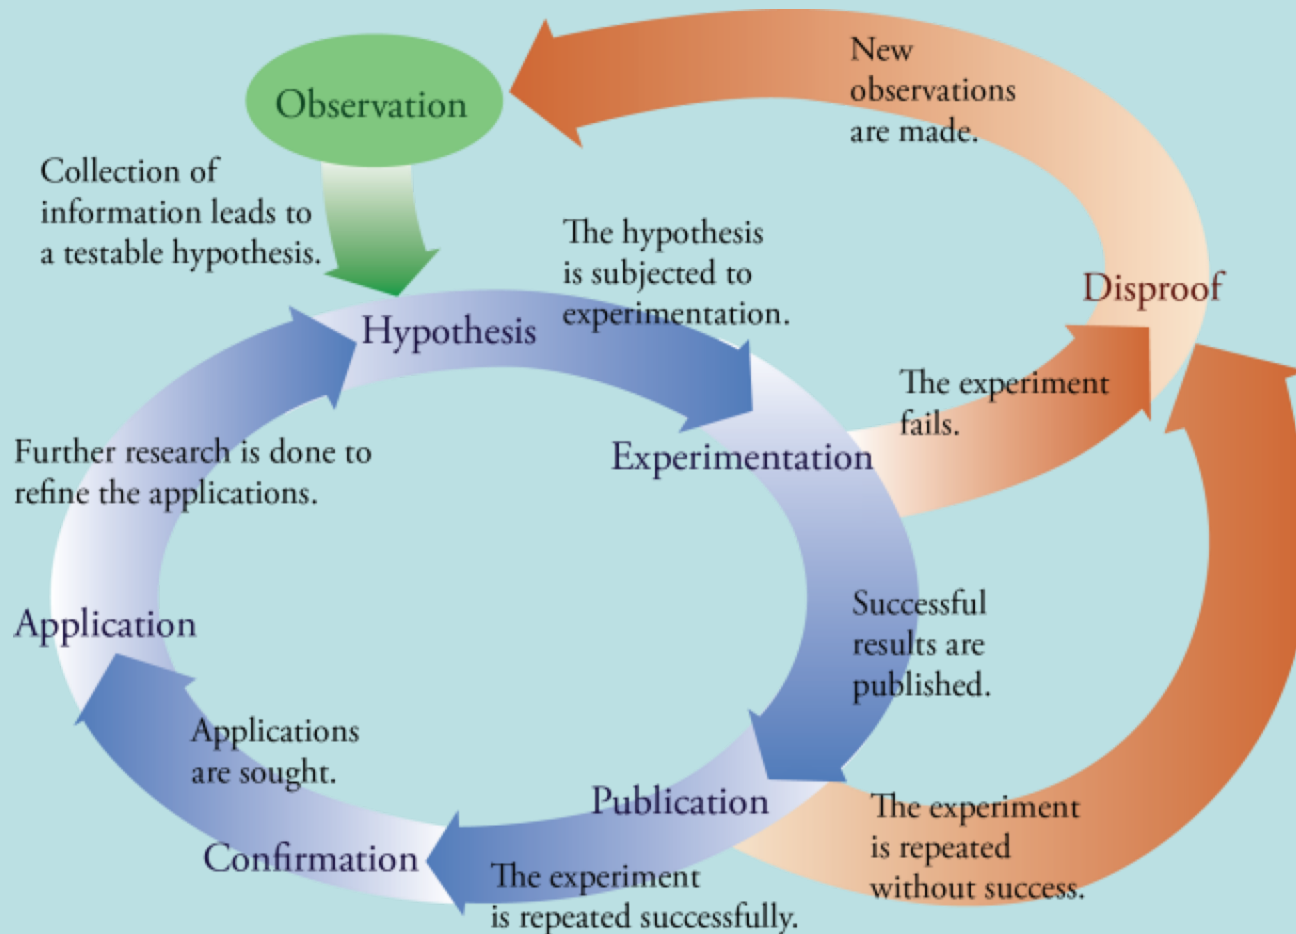 Observation
Collection of
information leads to
a testable hypothesis.
Hypothesis
The hypothesis
is subjected to
experimentation.
Experimentation
The experiment
fails.
Disproof
New
observations
are made.
Successful
results are
published.
Publication
The experiment
is repeated
without success.
The experiment
is repeated successfully.
Confirmation
Applications
are sought.
Application
Further research is done to
refine the applications.